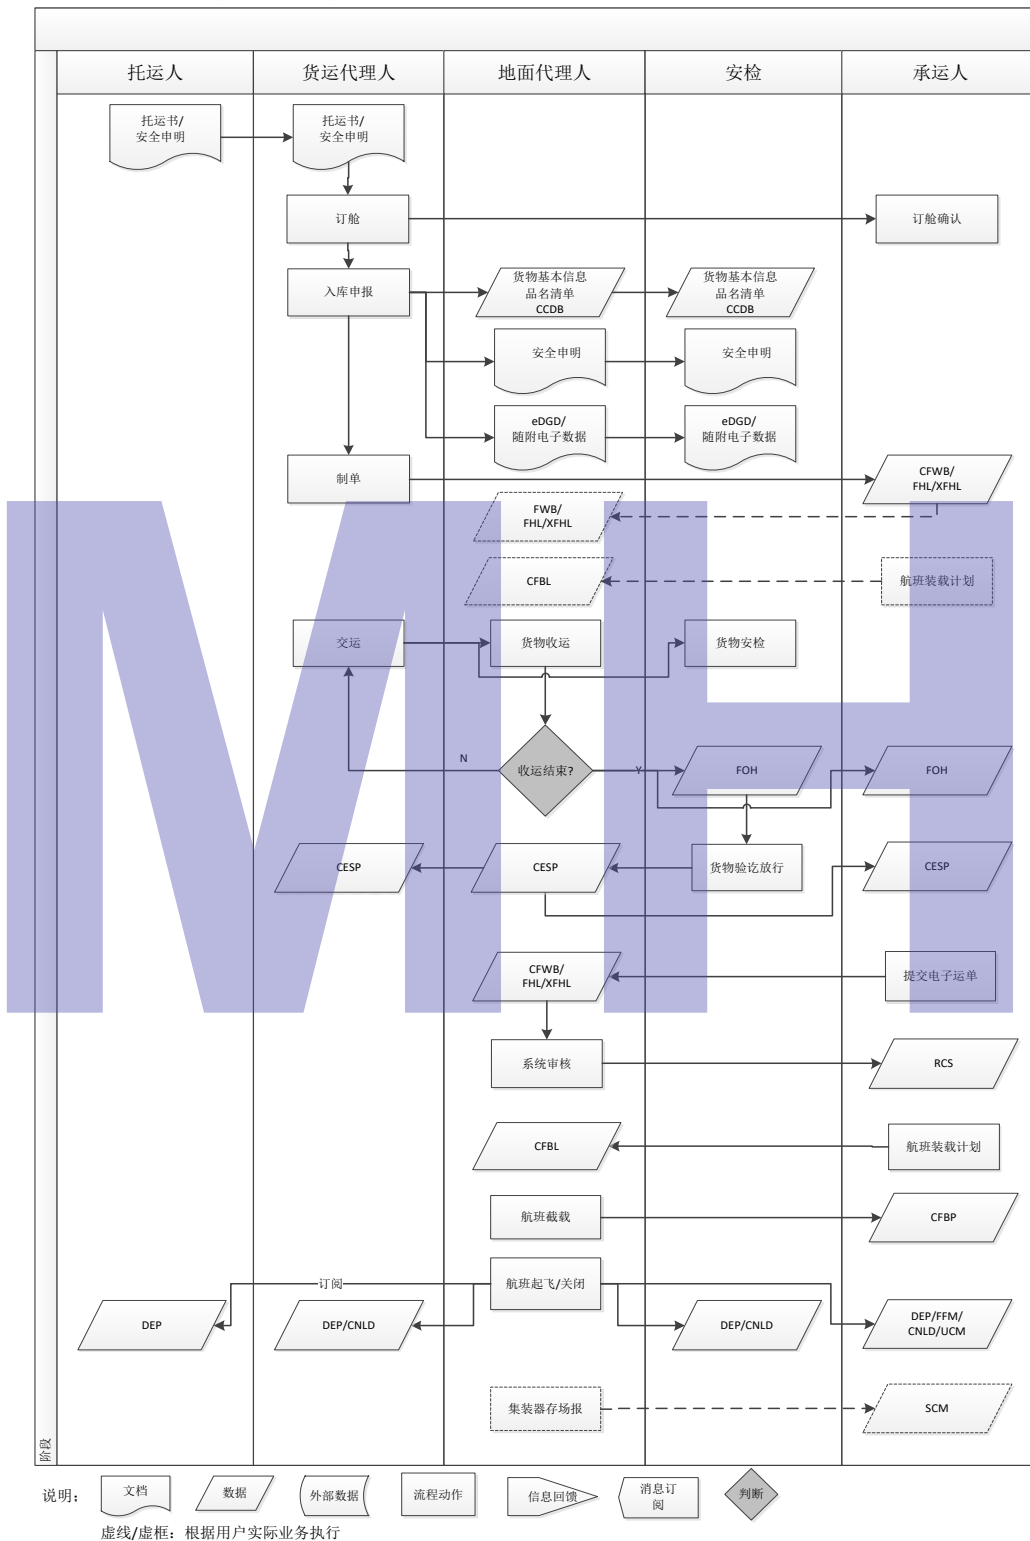 托运人
货运代理人
地面代理人
安检
承运人
托运书/
安全申明
托运书/
安全申明
订舱
订舱确认
入库申报
货物基本信息
品名清单
CCDB
货物基本信息
品名清单
CCDB
安全申明
安全申明
eDGD/
随附电子数据
eDGD/
随附电子数据
制单
CFWB/
FHL/XFHL
FWB/
FHL/XFHL
CFBL
航班装载计划
交运
货物收运
货物安检
N
收运结束?
Y
FOH
FOH
CESP
CESP
货物验讫放行
CESP
CFWB/
FHL/XFHL
提交电子运单
系统审核
RCS
CFBL
航班装载计划
航班截载
CFBP
订阅
航班起飞/关闭
DEP
DEP/CNLD
DEP/CNLD
DEP/FFM/
CNLD/UCM
集装器存场报
SCM
阶段
说明：
文档
数据
外部数据
流程动作
信息回馈
消息订
阅
判断
虚线/虚框：根据用户实际业务执行
MH